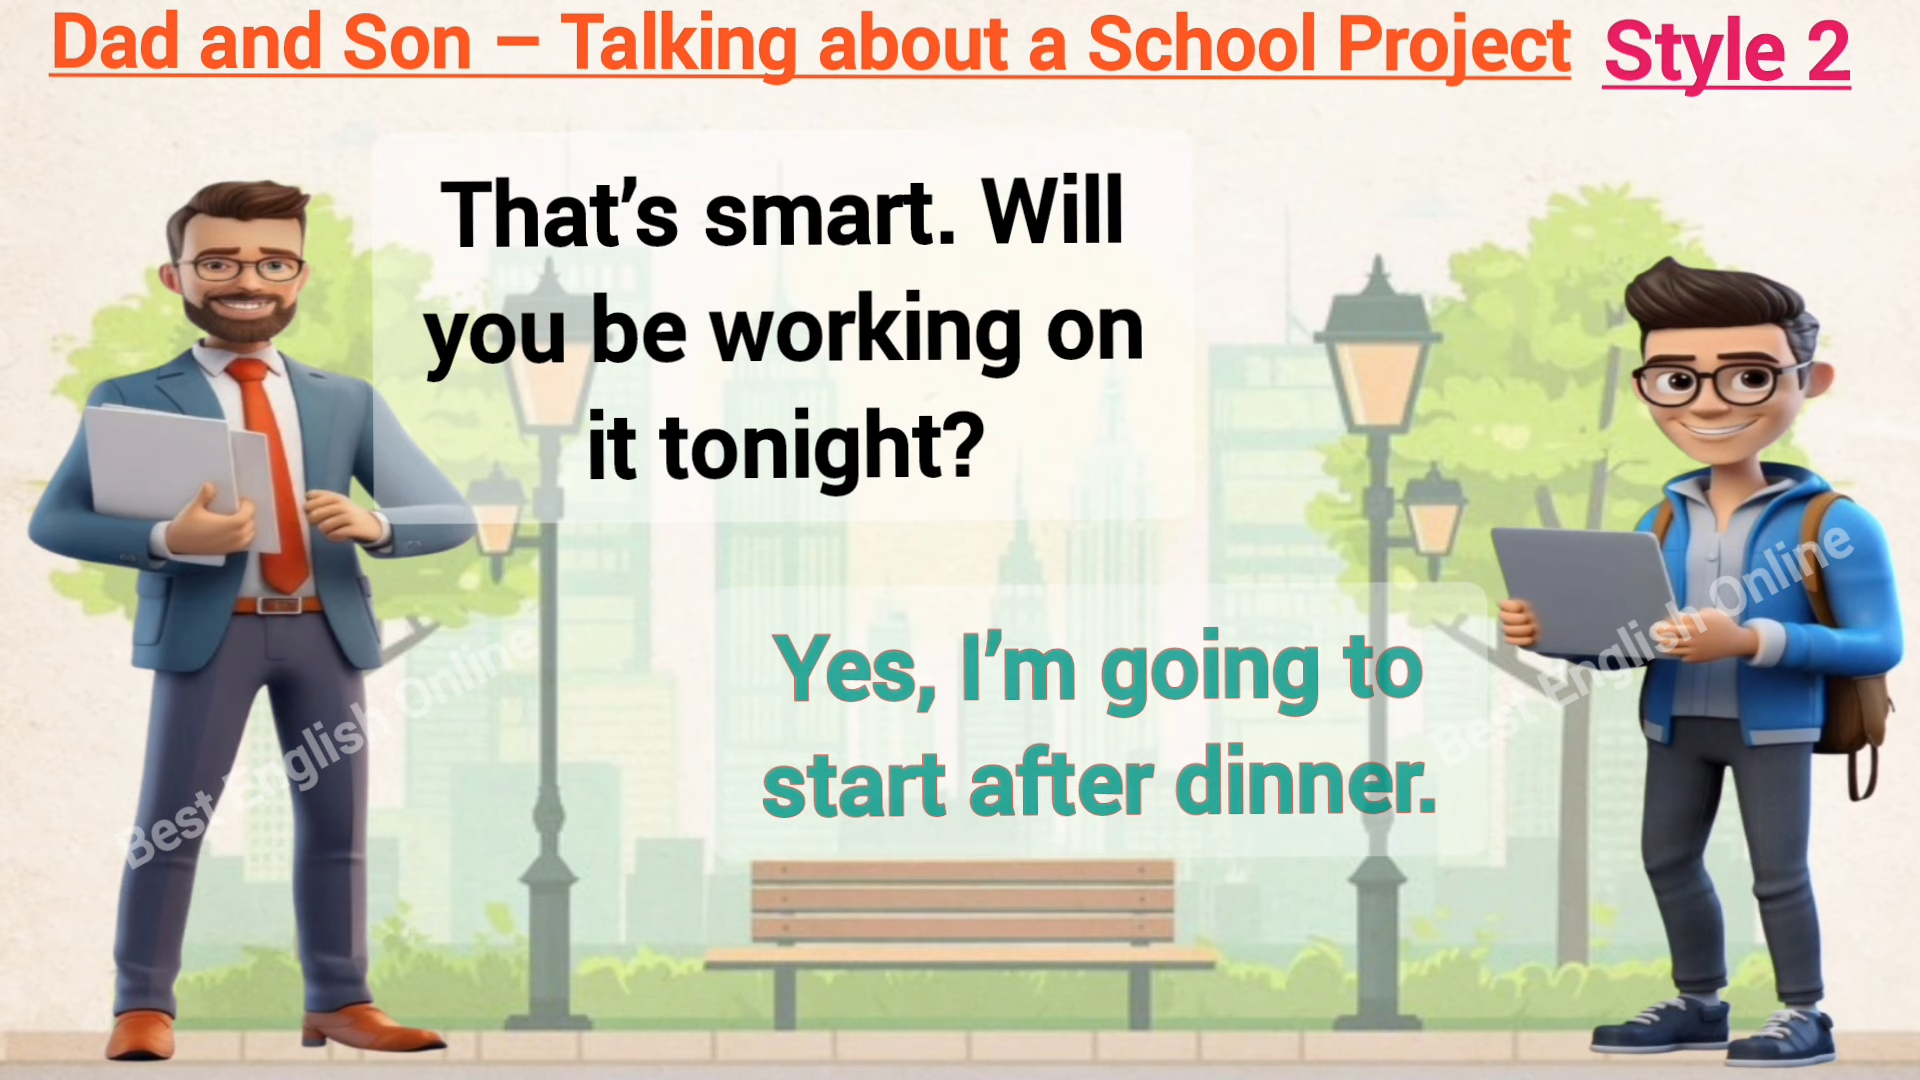 Dad and Son – Talking about a School Project Style 2
That’s smart. Will
you be working on
it tonight?
Yes, I’m going to
start after dinner.
Best English Online
Best English Online